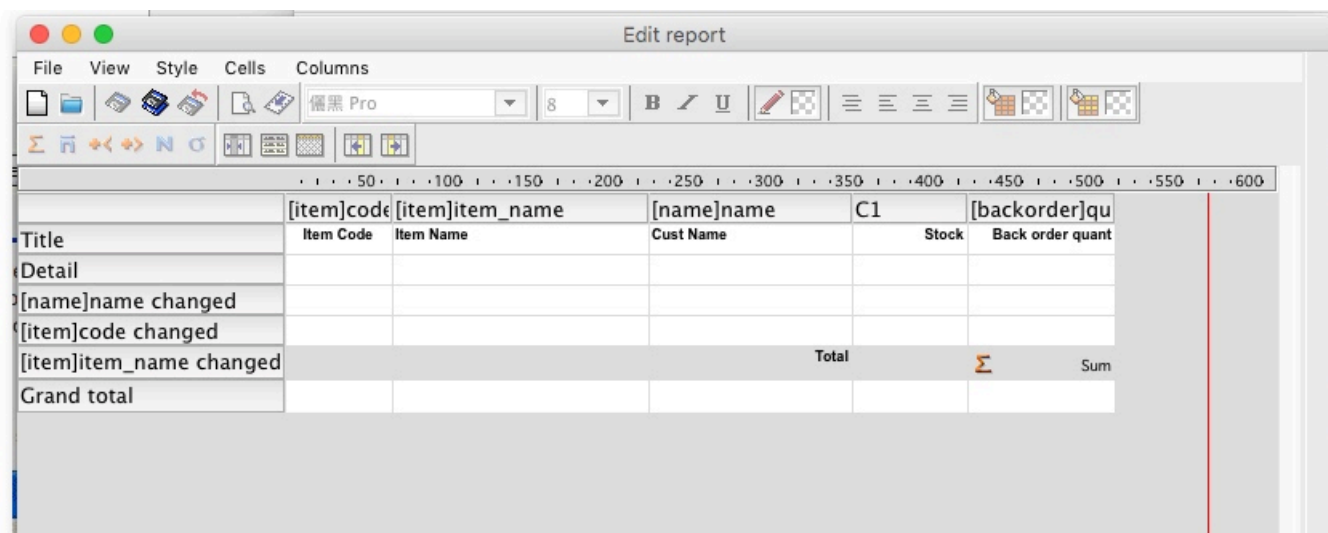 Edit report
File View Style Cells Columns
儷黑 Pro 8 B I U
50 100 150 200 250 300 350 400 450 500 550 600
[item]code [item]item_name [name]name C1 [backorder]qu
Title Item Code Item Name Cust Name Stock Back order quant
Detail
[name]name changed
[item]code changed
[item]item_name changed Total Σ Sum
Grand total